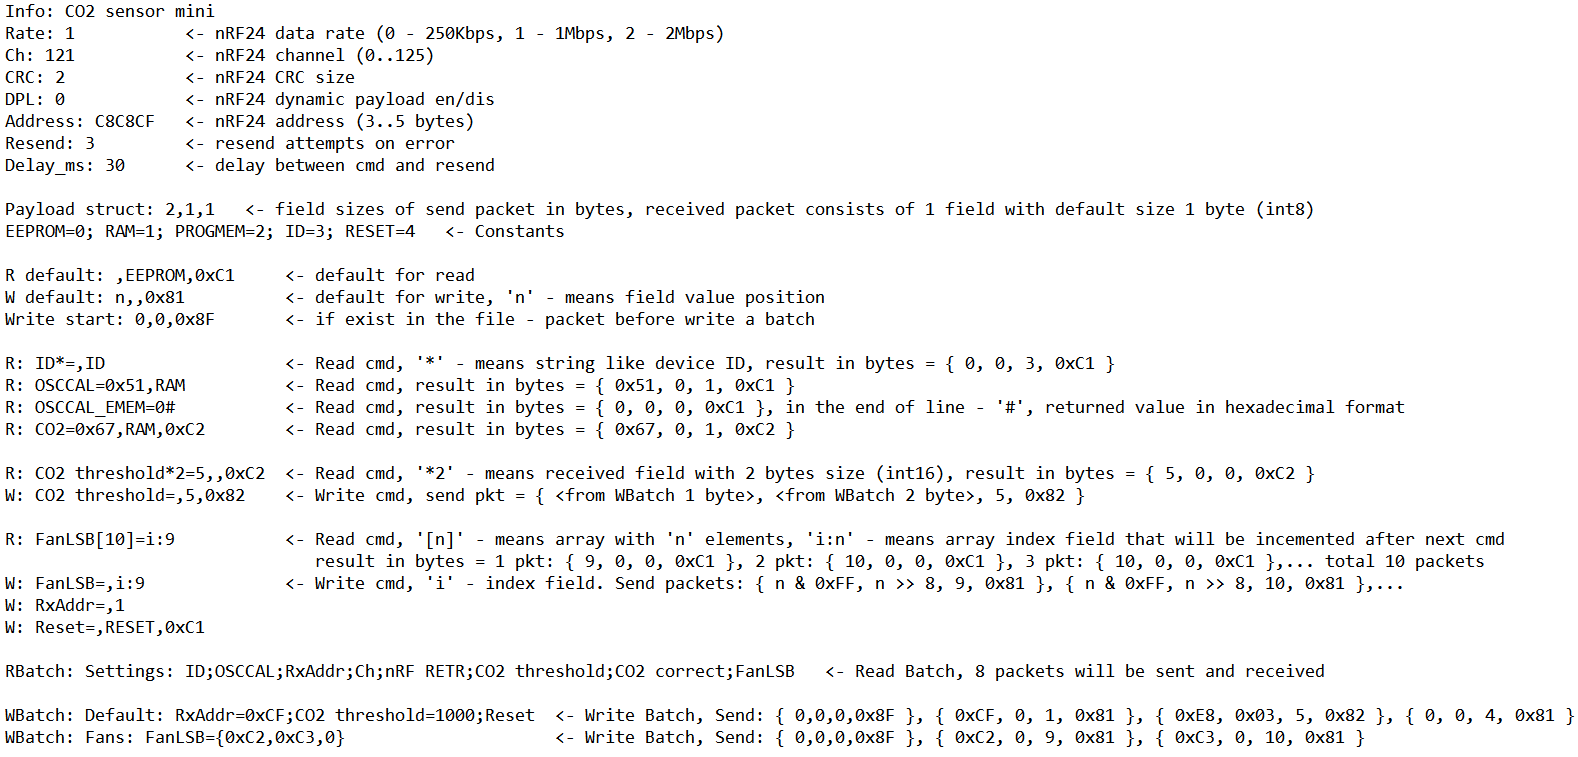 Info: CO2 sensor mini
Rate: 1           <- nRF24 data rate (0 - 250Kbps, 1 - 1Mbps, 2 - 2Mbps)
Ch: 121           <- nRF24 channel (0..125)
CRC: 2            <- nRF24 CRC size
DPL: 0            <- nRF24 dynamic payload en/dis
Address: C8C8CF   <- nRF24 address (3..5 bytes)
Resend: 3         <- resend attempts on error
Delay_ms: 30      <- delay between cmd and resend

Payload struct: 2,1,1   <- field sizes of send packet in bytes, received packet consists of 1 field with default size 1 byte (int8)
EEPROM=0; RAM=1; PROGMEM=2; ID=3; RESET=4   <- Constants

R default: ,EEPROM,0xC1     <- default for read
W default: n,,0x81          <- default for write, 'n' - means field value position
Write start: 0,0,0x8F       <- if exist in the file - packet before write a batch

R: ID*=,ID                  <- Read cmd, '*' - means string like device ID, result in bytes = { 0, 0, 3, 0xC1 }
R: OSCCAL=0x51,RAM          <- Read cmd, result in bytes = { 0x51, 0, 1, 0xC1 }
R: OSCCAL_EMEM=0#           <- Read cmd, result in bytes = { 0, 0, 0, 0xC1 }, in the end of line - '#', returned value in hexadecimal format
R: CO2=0x67,RAM,0xC2        <- Read cmd, result in bytes = { 0x67, 0, 1, 0xC2 }

R: CO2 threshold*2=5,,0xC2  <- Read cmd, '*2' - means received field with 2 bytes size (int16), result in bytes = { 5, 0, 0, 0xC2 }
W: CO2 threshold=,5,0x82    <- Write cmd, send pkt = { <from WBatch 1 byte>, <from WBatch 2 byte>, 5, 0x82 }

R: FanLSB[10]=i:9           <- Read cmd, '[n]' - means array with 'n' elements, 'i:n' - means array index field that will be incemented after next cmd
                               result in bytes = 1 pkt: { 9, 0, 0, 0xC1 }, 2 pkt: { 10, 0, 0, 0xC1 }, 3 pkt: { 10, 0, 0, 0xC1 },... total 10 packets
W: FanLSB=,i:9              <- Write cmd, 'i' - index field. Send packets: { n & 0xFF, n >> 8, 9, 0x81 }, { n & 0xFF, n >> 8, 10, 0x81 },...
W: RxAddr=,1
W: Reset=,RESET,0xC1

RBatch: Settings: ID;OSCCAL;RxAddr;Ch;nRF RETR;CO2 threshold;CO2 correct;FanLSB   <- Read Batch, 8 packets will be sent and received

WBatch: Default: RxAddr=0xCF;CO2 threshold=1000;Reset  <- Write Batch, Send: { 0,0,0,0x8F }, { 0xCF, 0, 1, 0x81 }, { 0xE8, 0x03, 5, 0x82 }, { 0, 0, 4, 0x81 }
WBatch: Fans: FanLSB={0xC2,0xC3,0}                     <- Write Batch, Send: { 0,0,0,0x8F }, { 0xC2, 0, 9, 0x81 }, { 0xC3, 0, 10, 0x81 }